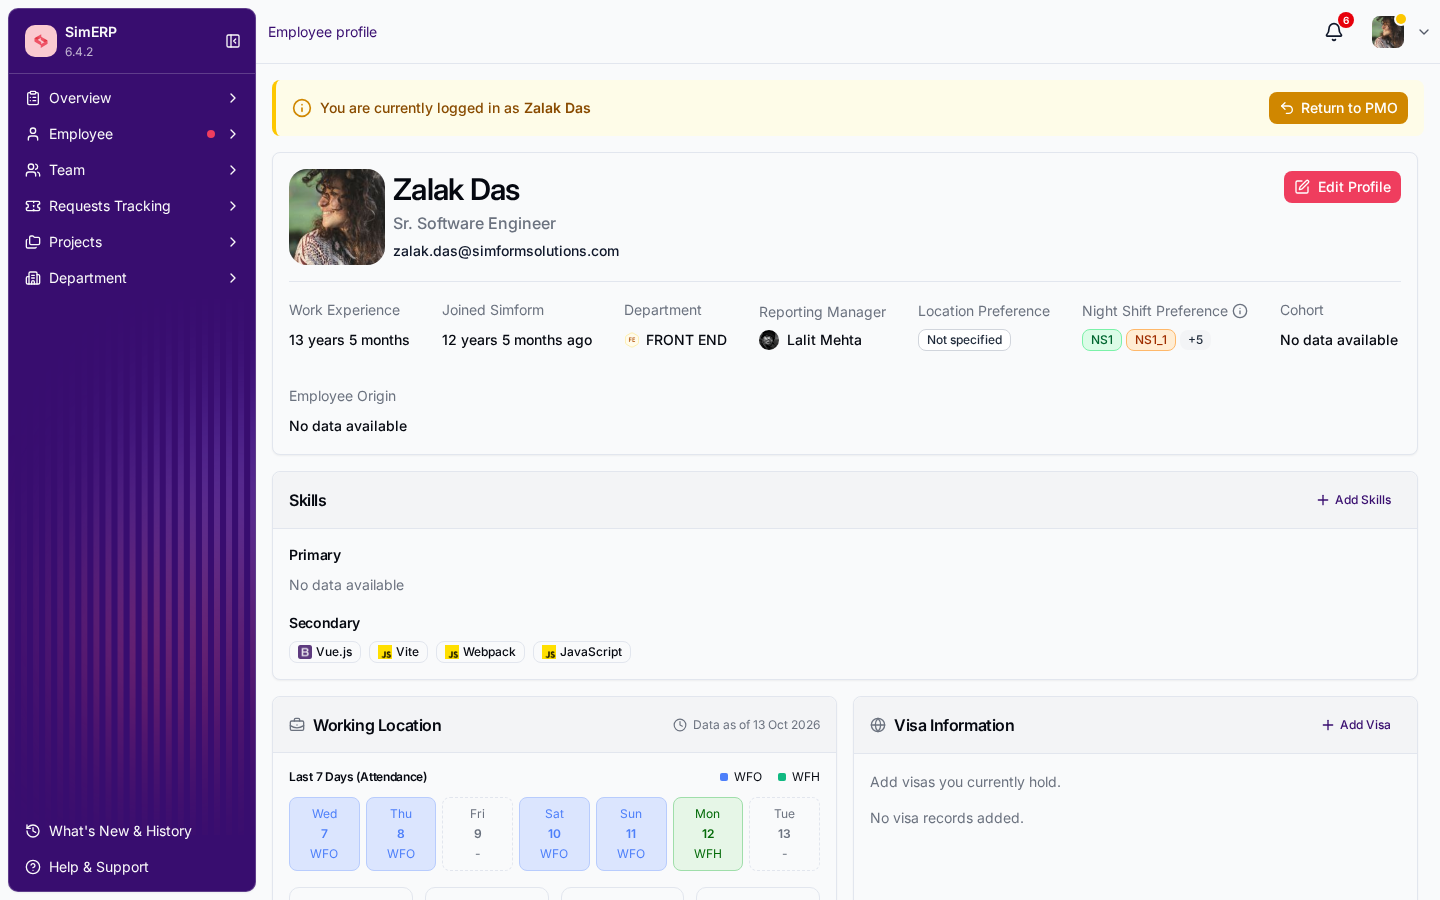 SimERP
6.4.2
Overview
Employee
Team
Requests Tracking
Projects
Department
What's New & History
Help & Support
Employee profile
6
You are currently logged in as Zalak Das
Return to PMO
Zalak Das
Sr. Software Engineer
zalak.das@simformsolutions.com
Edit Profile
Work Experience
13 years 5 months
Joined Simform
12 years 5 months ago
Department
FE FRONT END
Reporting Manager
Lalit Mehta
Location Preference
Not specified
Night Shift Preference
NS1 NS1_1 +5
Cohort
No data available
Employee Origin
No data available
Skills
Add Skills
Primary
No data available
Secondary
Vue.js Vite Webpack JavaScript
Working Location
Data as of 13 Oct 2026
Last 7 Days (Attendance)
WFO WFH
Wed Thu Fri Sat Sun Mon Tue
7 8 9 10 11 12 13
WFO WFO - WFO WFO WFH -
Visa Information
Add Visa
Add visas you currently hold.
No visa records added.